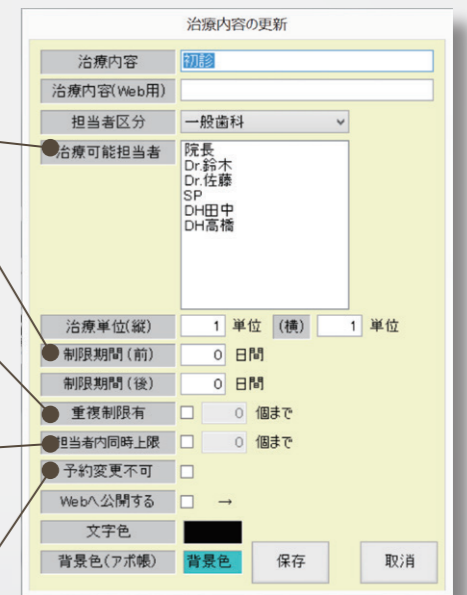 治療内容の更新
治療内容 初診
治療内容(Web用)
担当者区分 一般歯科
治療可能担当者 院長
Dr.鈴木
Dr.佐藤
SP
DH田中
DH高橋
治療単位(縦) 1 単位 (横) 1 単位
制限期間(前) 0 日間
制限期間(後) 0 日間
重複制限有 0 個まで
担当者内同時上限 0 個まで
予約変更不可
Webへ公開する →
文字色
背景色(アポ帳) 背景色 保存 取消